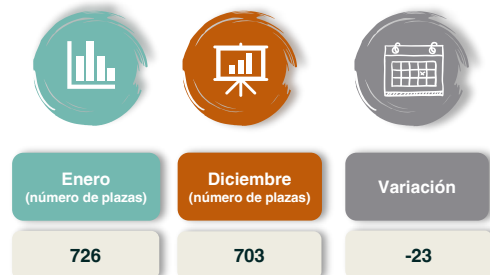 Enero
(número de plazas)
Diciembre
(número de plazas)
Variación
726
703
-23